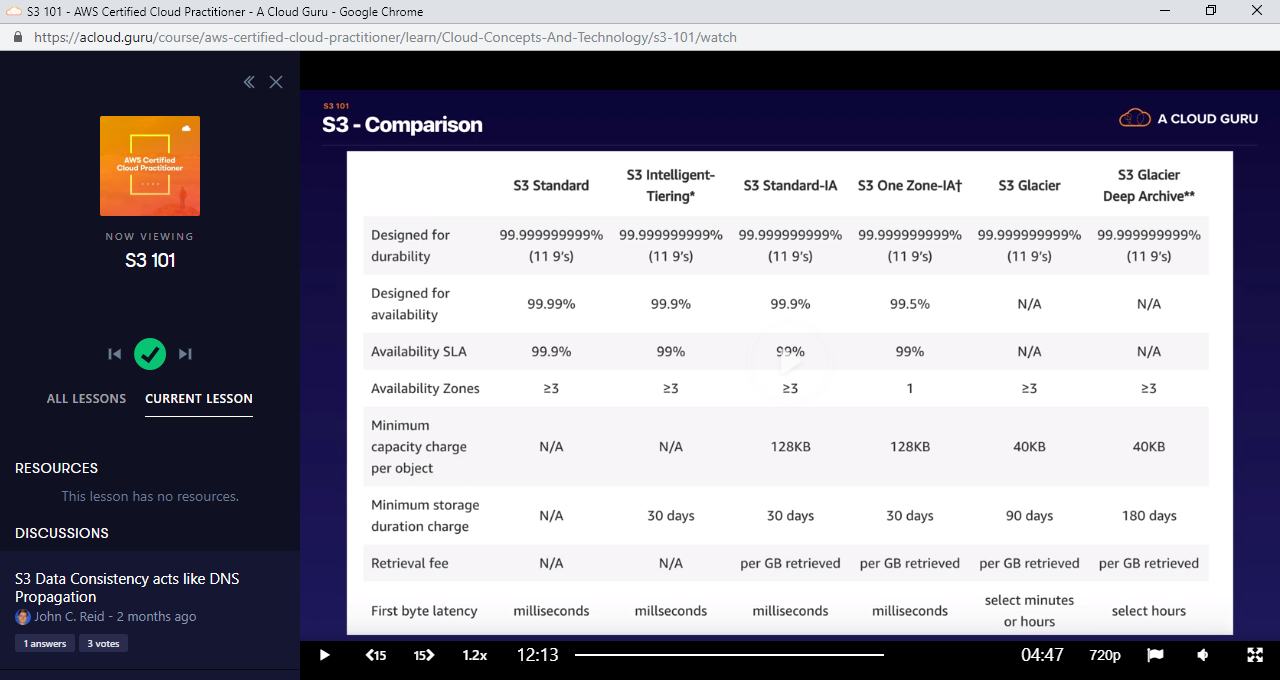 S3 101 - AWS Certified Cloud Practitioner - A Cloud Guru - Google Chrome
https://acloud.guru/course/aws-certified-cloud-practitioner/learn/Cloud-Concepts-And-Technology/s3-101/watch
AWS Certified
Cloud Practitioner
NOW VIEWING
S3 101
ALL LESSONS CURRENT LESSON
RESOURCES
This lesson has no resources.
DISCUSSIONS
S3 Data Consistency acts like DNS
Propagation
John C. Reid - 2 months ago
1 answers 3 votes
S3 101
S3 - Comparison
A CLOUD GURU
S3 Standard S3 Intelligent-Tiering* S3 Standard-IA S3 One Zone-IA† S3 Glacier S3 Glacier Deep Archive**
Designed for durability 99.999999999% (11 9's) 99.999999999% (11 9's) 99.999999999% (11 9's) 99.999999999% (11 9's) 99.999999999% (11 9's) 99.999999999% (11 9's)
Designed for availability 99.99% 99.9% 99.9% 99.5% N/A N/A
Availability SLA 99.9% 99% 99% 99% N/A N/A
Availability Zones ≥3 ≥3 ≥3 1 ≥3 ≥3
Minimum capacity charge per object N/A N/A 128KB 128KB 40KB 40KB
Minimum storage duration charge N/A 30 days 30 days 30 days 90 days 180 days
Retrieval fee N/A N/A per GB retrieved per GB retrieved per GB retrieved per GB retrieved
First byte latency milliseconds millseconds milliseconds milliseconds select minutes or hours select hours
15 15 1.2x 12:13 04:47 720p